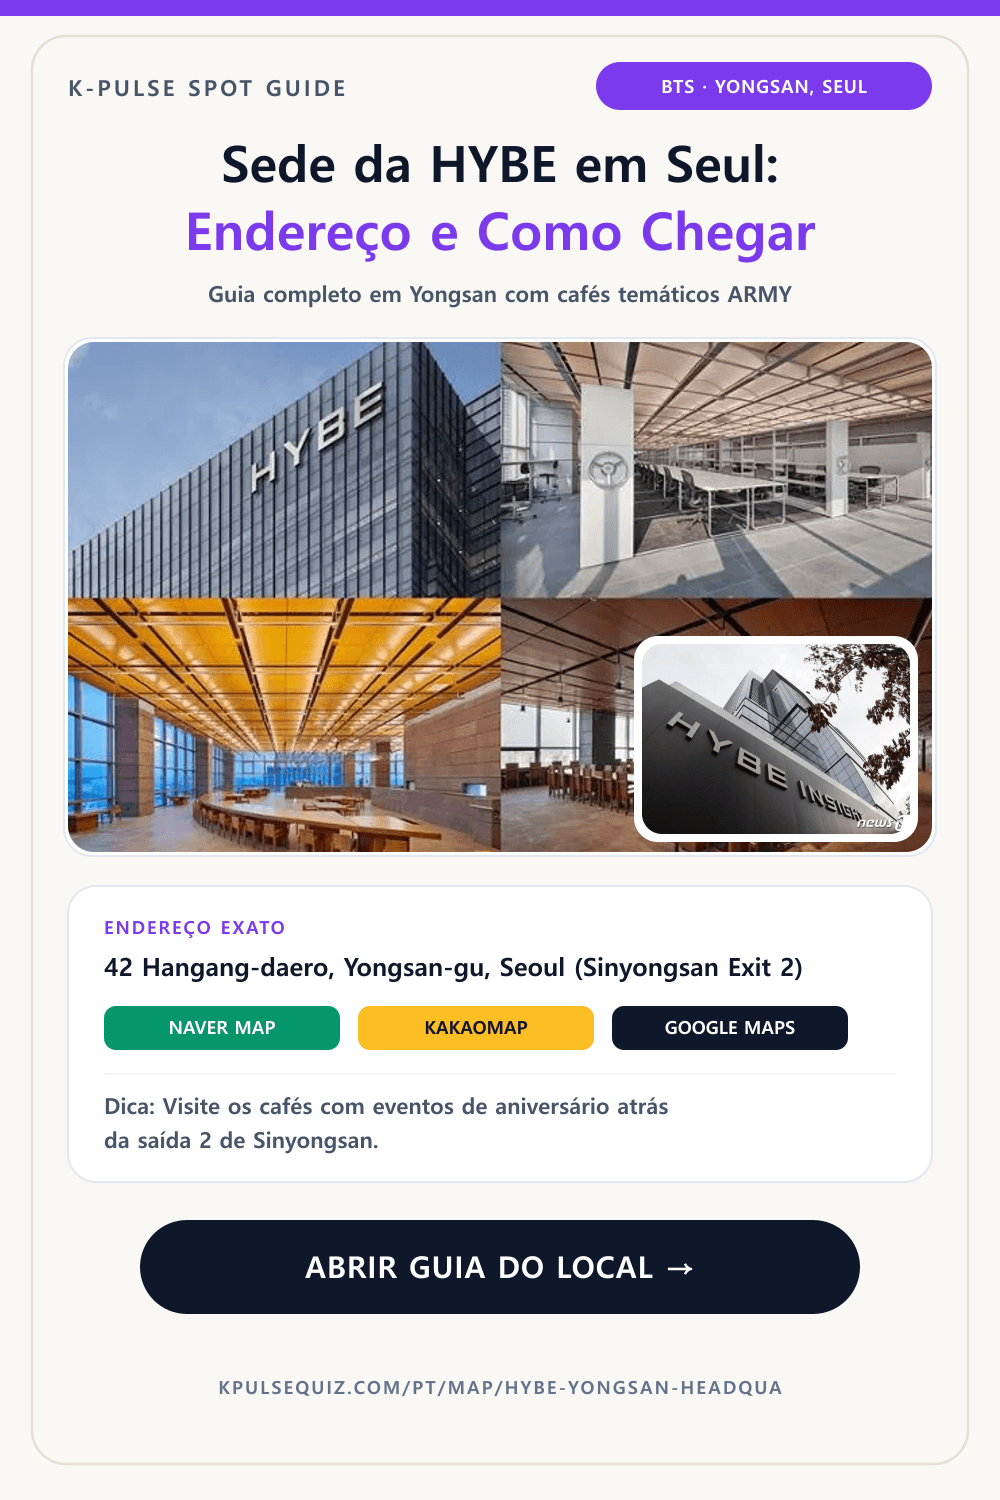 K-PULSE SPOT GUIDE
BTS · YONGSAN, SEUL
Sede da HYBE em Seul:
Endereço e Como Chegar
Guia completo em Yongsan com cafés temáticos ARMY
HYBE
HYBE INSIGHT
news
ENDEREÇO EXATO
42 Hangang-daero, Yongsan-gu, Seoul (Sinyongsan Exit 2)
NAVER MAP
KAKAOMAP
GOOGLE MAPS
Dica: Visite os cafés com eventos de aniversário atrás
da saída 2 de Sinyongsan.
ABRIR GUIA DO LOCAL →
KPULSEQUIZ.COM/PT/MAP/HYBE-YONGSAN-HEADQUA